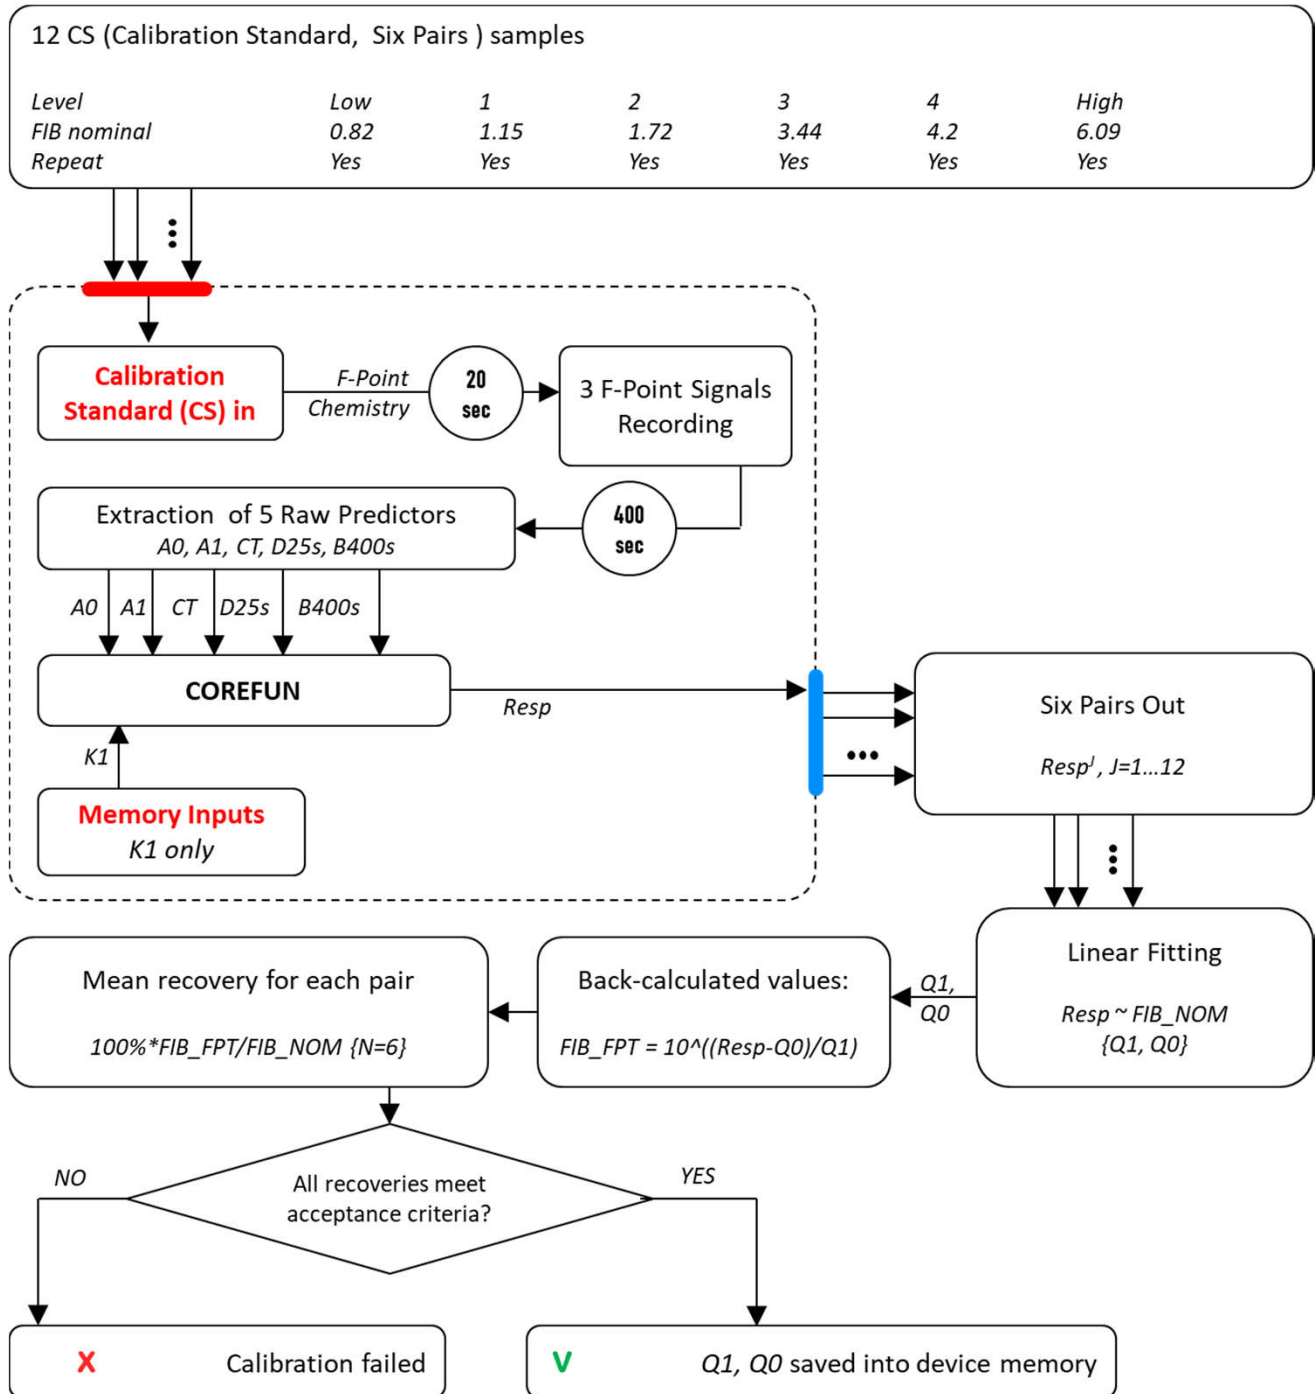 12 CS (Calibration Standard, Six Pairs ) samples
Level Low 1 2 3 4 High
FIB nominal 0.82 1.15 1.72 3.44 4.2 6.09
Repeat Yes Yes Yes Yes Yes Yes
Calibration
Standard (CS) in
F-Point
Chemistry
20
sec
3 F-Point Signals
Recording
Extraction of 5 Raw Predictors
A0, A1, CT, D25s, B400s
400
sec
A0 A1 CT D25s B400s
COREFUN
Resp
K1
Memory Inputs
K1 only
Six Pairs Out
Resp^J , J=1...12
Linear Fitting
Resp ~ FIB_NOM
{Q1, Q0}
Q1,
Q0
Back-calculated values:
FIB_FPT = 10^((Resp-Q0)/Q1)
Mean recovery for each pair
100%*FIB_FPT/FIB_NOM {N=6}
All recoveries meet
acceptance criteria?
NO
YES
X Calibration failed
V Q1, Q0 saved into device memory